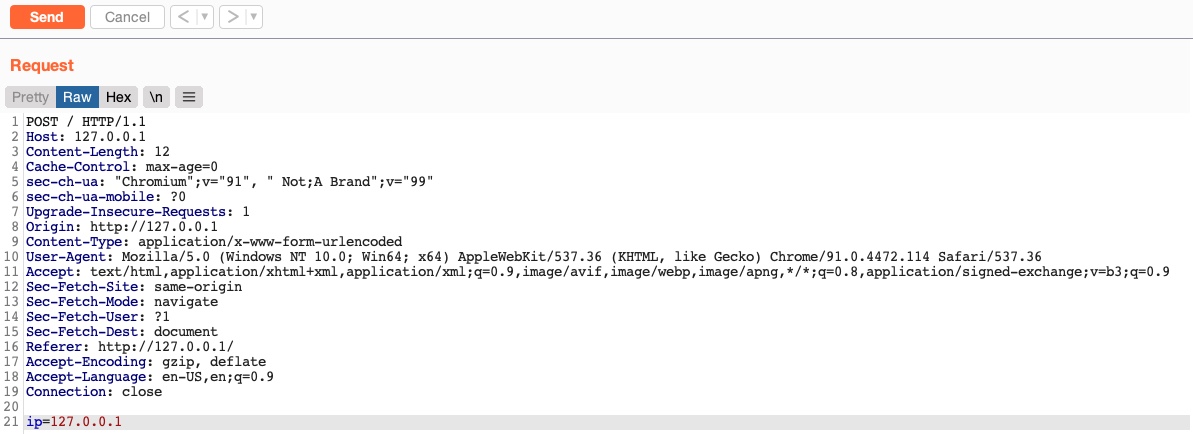 Send Cancel < ▼ > ▼
Request
Pretty Raw Hex \n ≡
1 POST / HTTP/1.1
2 Host: 127.0.0.1
3 Content-Length: 12
4 Cache-Control: max-age=0
5 sec-ch-ua: "Chromium";v="91", " Not;A Brand";v="99"
6 sec-ch-ua-mobile: ?0
7 Upgrade-Insecure-Requests: 1
8 Origin: http://127.0.0.1
9 Content-Type: application/x-www-form-urlencoded
10 User-Agent: Mozilla/5.0 (Windows NT 10.0; Win64; x64) AppleWebKit/537.36 (KHTML, like Gecko) Chrome/91.0.4472.114 Safari/537.36
11 Accept: text/html,application/xhtml+xml,application/xml;q=0.9,image/avif,image/webp,image/apng,*/*;q=0.8,application/signed-exchange;v=b3;q=0.9
12 Sec-Fetch-Site: same-origin
13 Sec-Fetch-Mode: navigate
14 Sec-Fetch-User: ?1
15 Sec-Fetch-Dest: document
16 Referer: http://127.0.0.1/
17 Accept-Encoding: gzip, deflate
18 Accept-Language: en-US,en;q=0.9
19 Connection: close
20
21 ip=127.0.0.1